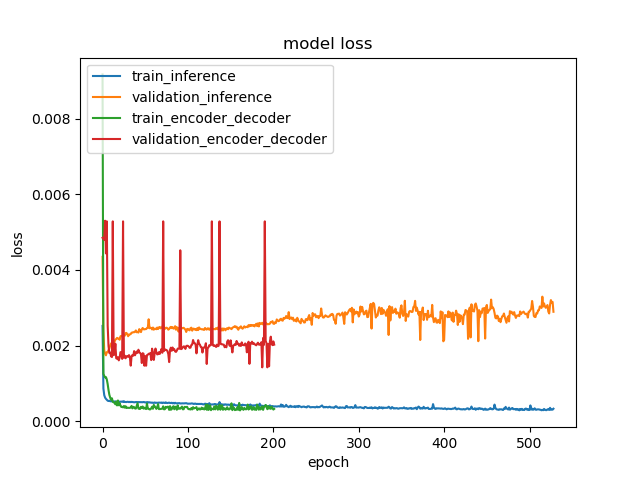 model loss
train_inference
validation_inference
train_encoder_decoder
validation_encoder_decoder
0.008
0.006
0.004
0.002
0.000
loss
0 100 200 300 400 500
epoch